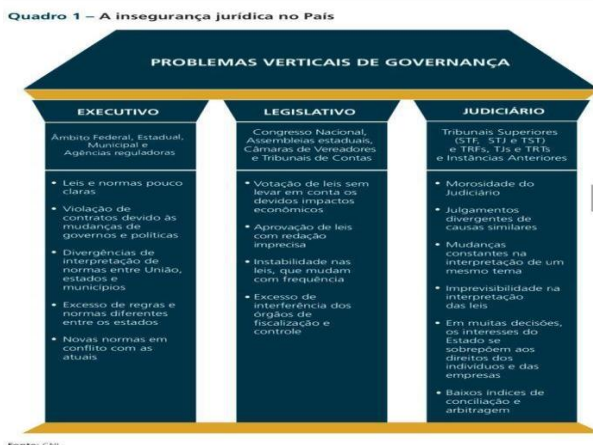 Quadro 1 – A insegurança jurídica no País
PROBLEMAS VERTICAIS DE GOVERNANÇA
EXECUTIVO
Âmbito Federal, Estadual,
Municipal e
Agências reguladoras
• Leis e normas pouco
claras
• Violação de
contratos devido às
mudanças de
governos e políticas
• Divergências de
interpretação de
normas entre União,
estados e
municípios
• Excesso de regras e
normas diferentes
entre os estados
• Novas normas em
conflito com as
atuais
LEGISLATIVO
Congresso Nacional,
Assembleias estaduais,
Câmaras de Vereadores
e Tribunais de Contas
• Votação de leis sem
levar em conta os
devidos impactos
econômicos
• Aprovação de leis
com redação
imprecisa
• Instabilidade nas
leis, que mudam
com frequência
• Excesso de
interferência dos
órgãos de
fiscalização e
controle
JUDICIÁRIO
Tribunais Superiores
(STF, STJ e TST)
e TRFs, TJs e TRTs
e Instâncias Anteriores
• Morosidade do
Judiciário
• Julgamentos
divergentes de
causas similares
• Mudanças
constantes na
interpretação de um
mesmo tema
• Imprevisibilidade na
interpretação
das leis
• Em muitas decisões,
os interesses do
Estado se
sobrepõem aos
direitos dos
indivíduos e das
empresas
• Baixos índices de
conciliação e
arbitragem
Fonte: CNI